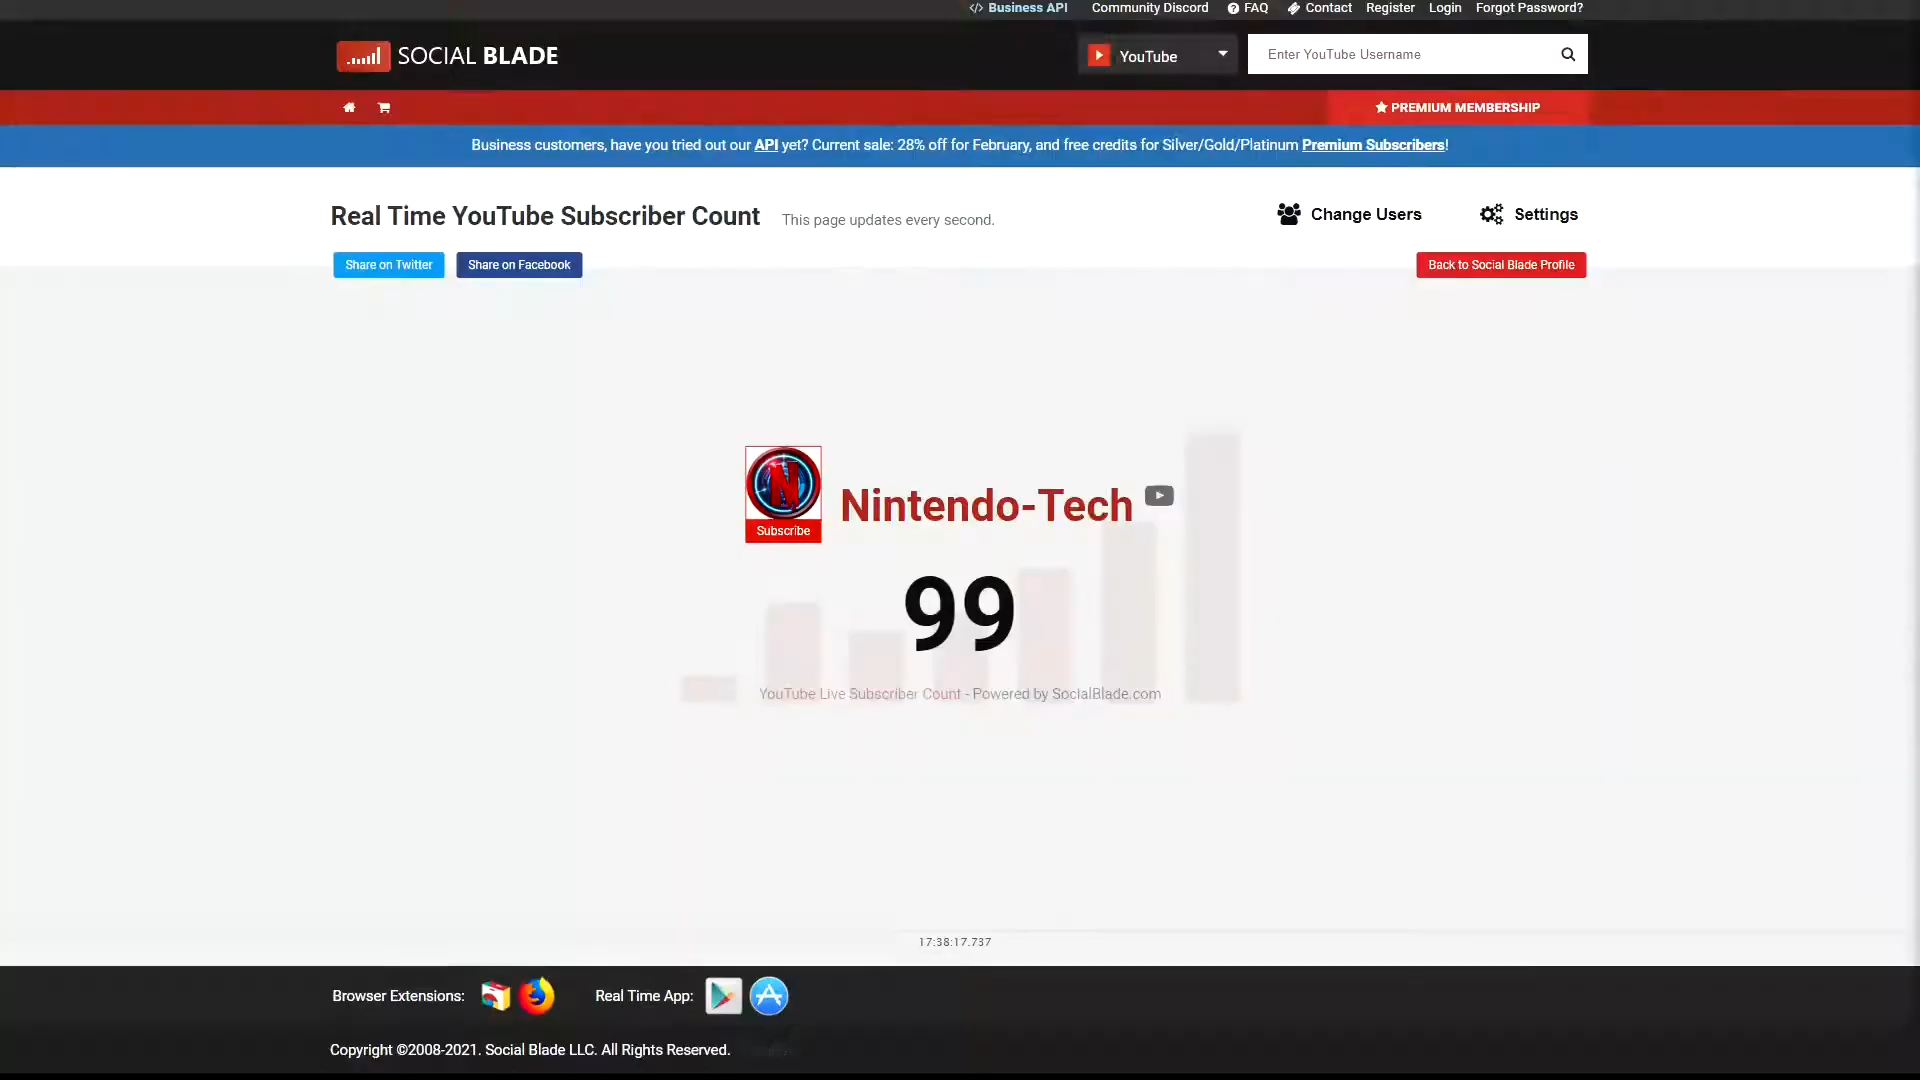 </> Business API Community Discord FAQ Contact Register Login Forgot Password?
SOCIAL BLADE
YouTube
Enter YouTube Username
PREMIUM MEMBERSHIP
Business customers, have you tried out our API yet? Current sale: 28% off for February, and free credits for Silver/Gold/Platinum Premium Subscribers!
Real Time YouTube Subscriber Count This page updates every second.
Change Users
Settings
Share on Twitter
Share on Facebook
Back to Social Blade Profile
N
Subscribe
Nintendo-Tech
99
YouTube Live Subscriber Count - Powered by SocialBlade.com
17:38:17.737
Browser Extensions:
Real Time App:
Copyright ©2008-2021. Social Blade LLC. All Rights Reserved.